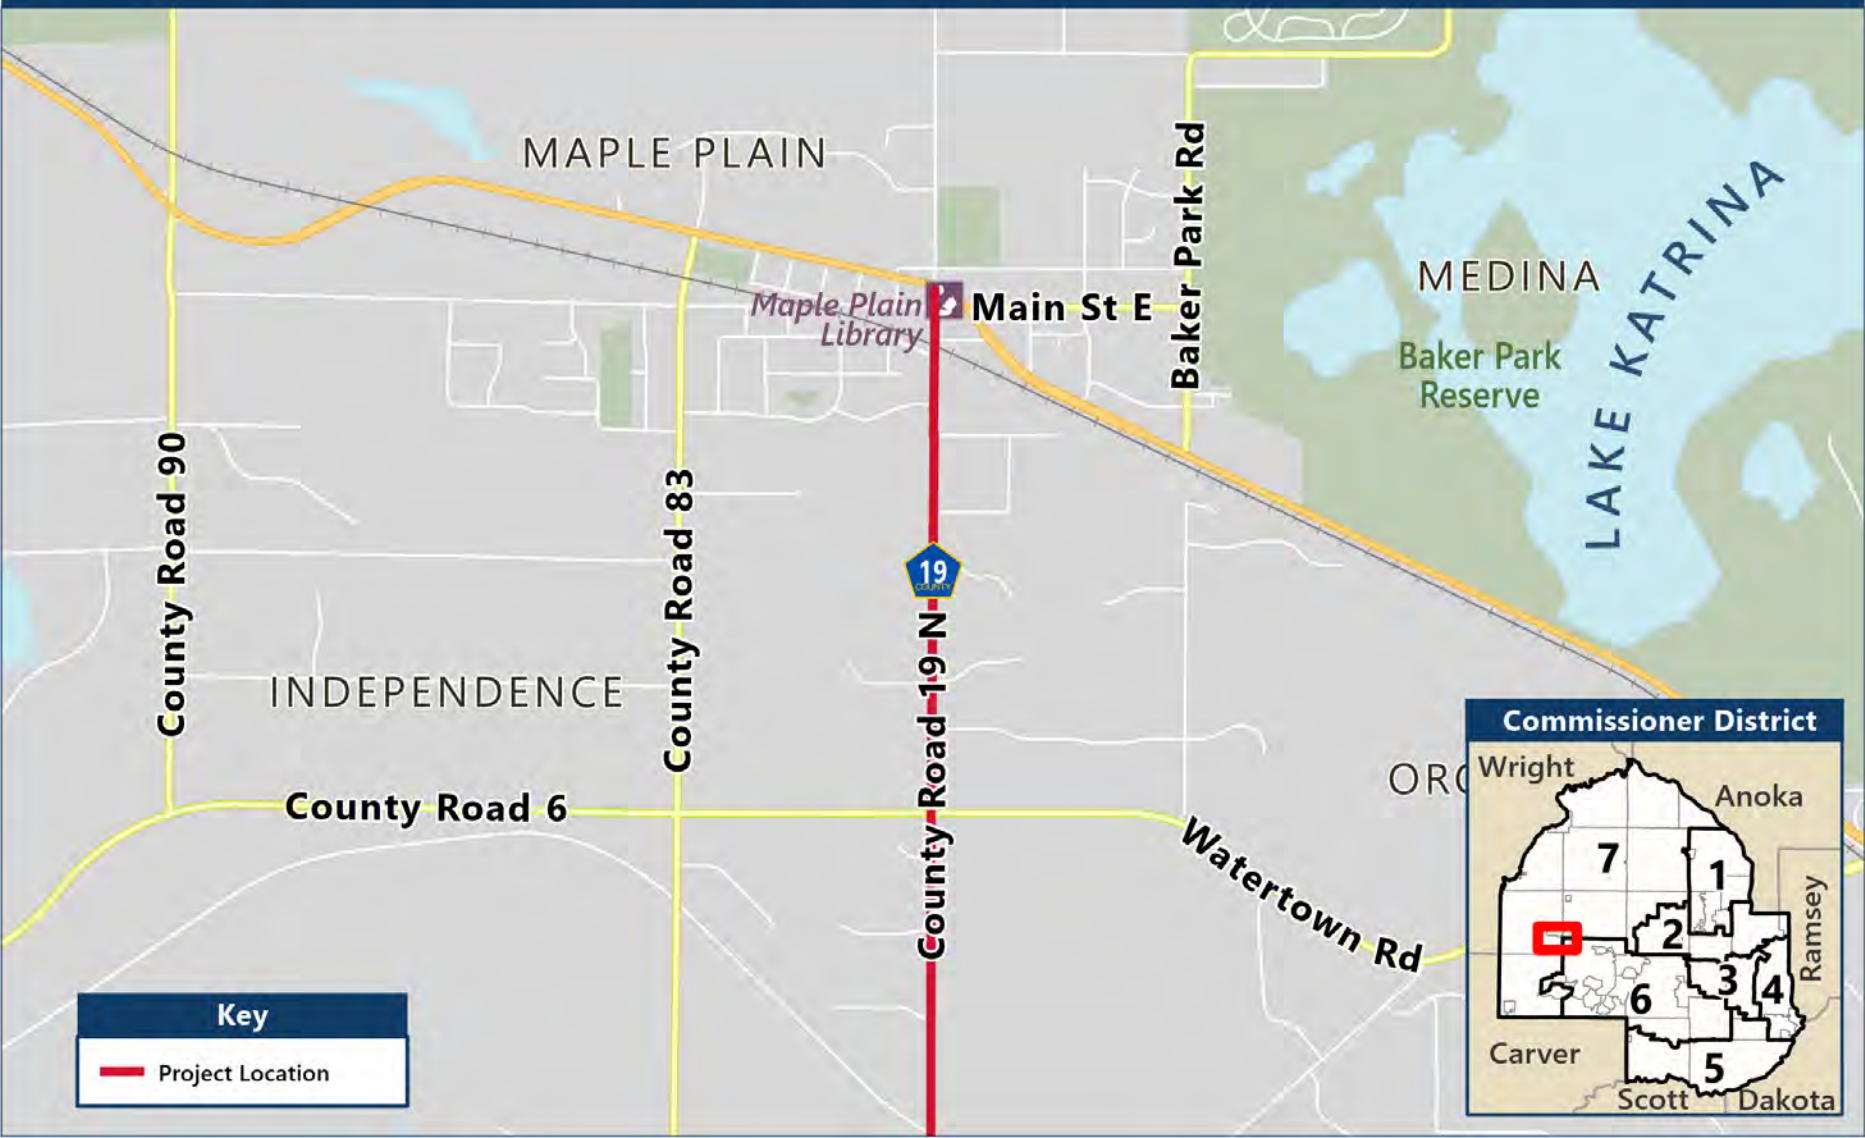 MAPLE PLAIN
Baker Park Rd
MEDINA
LAKE KATRINA
Maple Plain
Library
Main St E
Baker Park
Reserve
County Road 90
County Road 83
19
COUNTY
County Road 19 N
INDEPENDENCE
County Road 6
Watertown Rd
ORO
Key
Project Location
Commissioner District
Wright
Anoka
7
1
2
Ramsey
3
4
6
Carver
5
Scott
Dakota